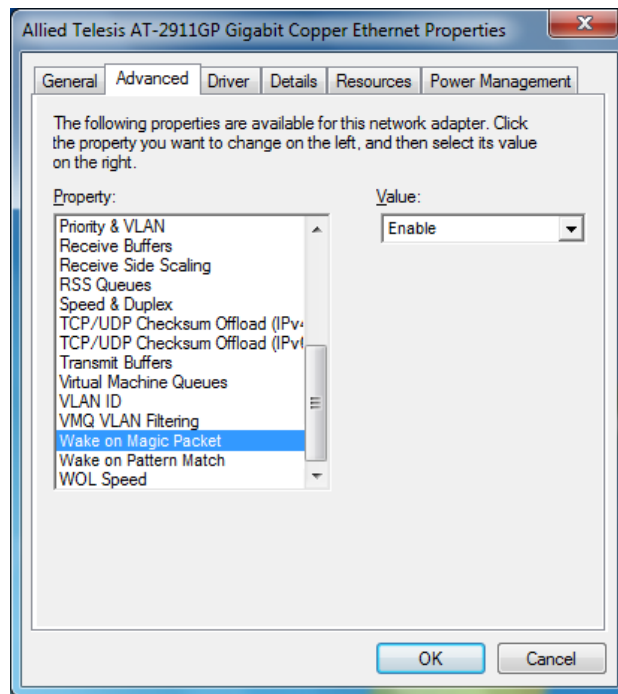 Allied Telesis AT-2911GP Gigabit Copper Ethernet Properties
General Advanced Driver Details Resources Power Management
The following properties are available for this network adapter. Click
the property you want to change on the left, and then select its value
on the right.
Property:
Value:
Priority & VLAN
Receive Buffers
Receive Side Scaling
RSS Queues
Speed & Duplex
TCP/UDP Checksum Offload (IPv4
TCP/UDP Checksum Offload (IPv6
Transmit Buffers
Virtual Machine Queues
VLAN ID
VMQ VLAN Filtering
Wake on Magic Packet
Wake on Pattern Match
WOL Speed
Enable
OK
Cancel